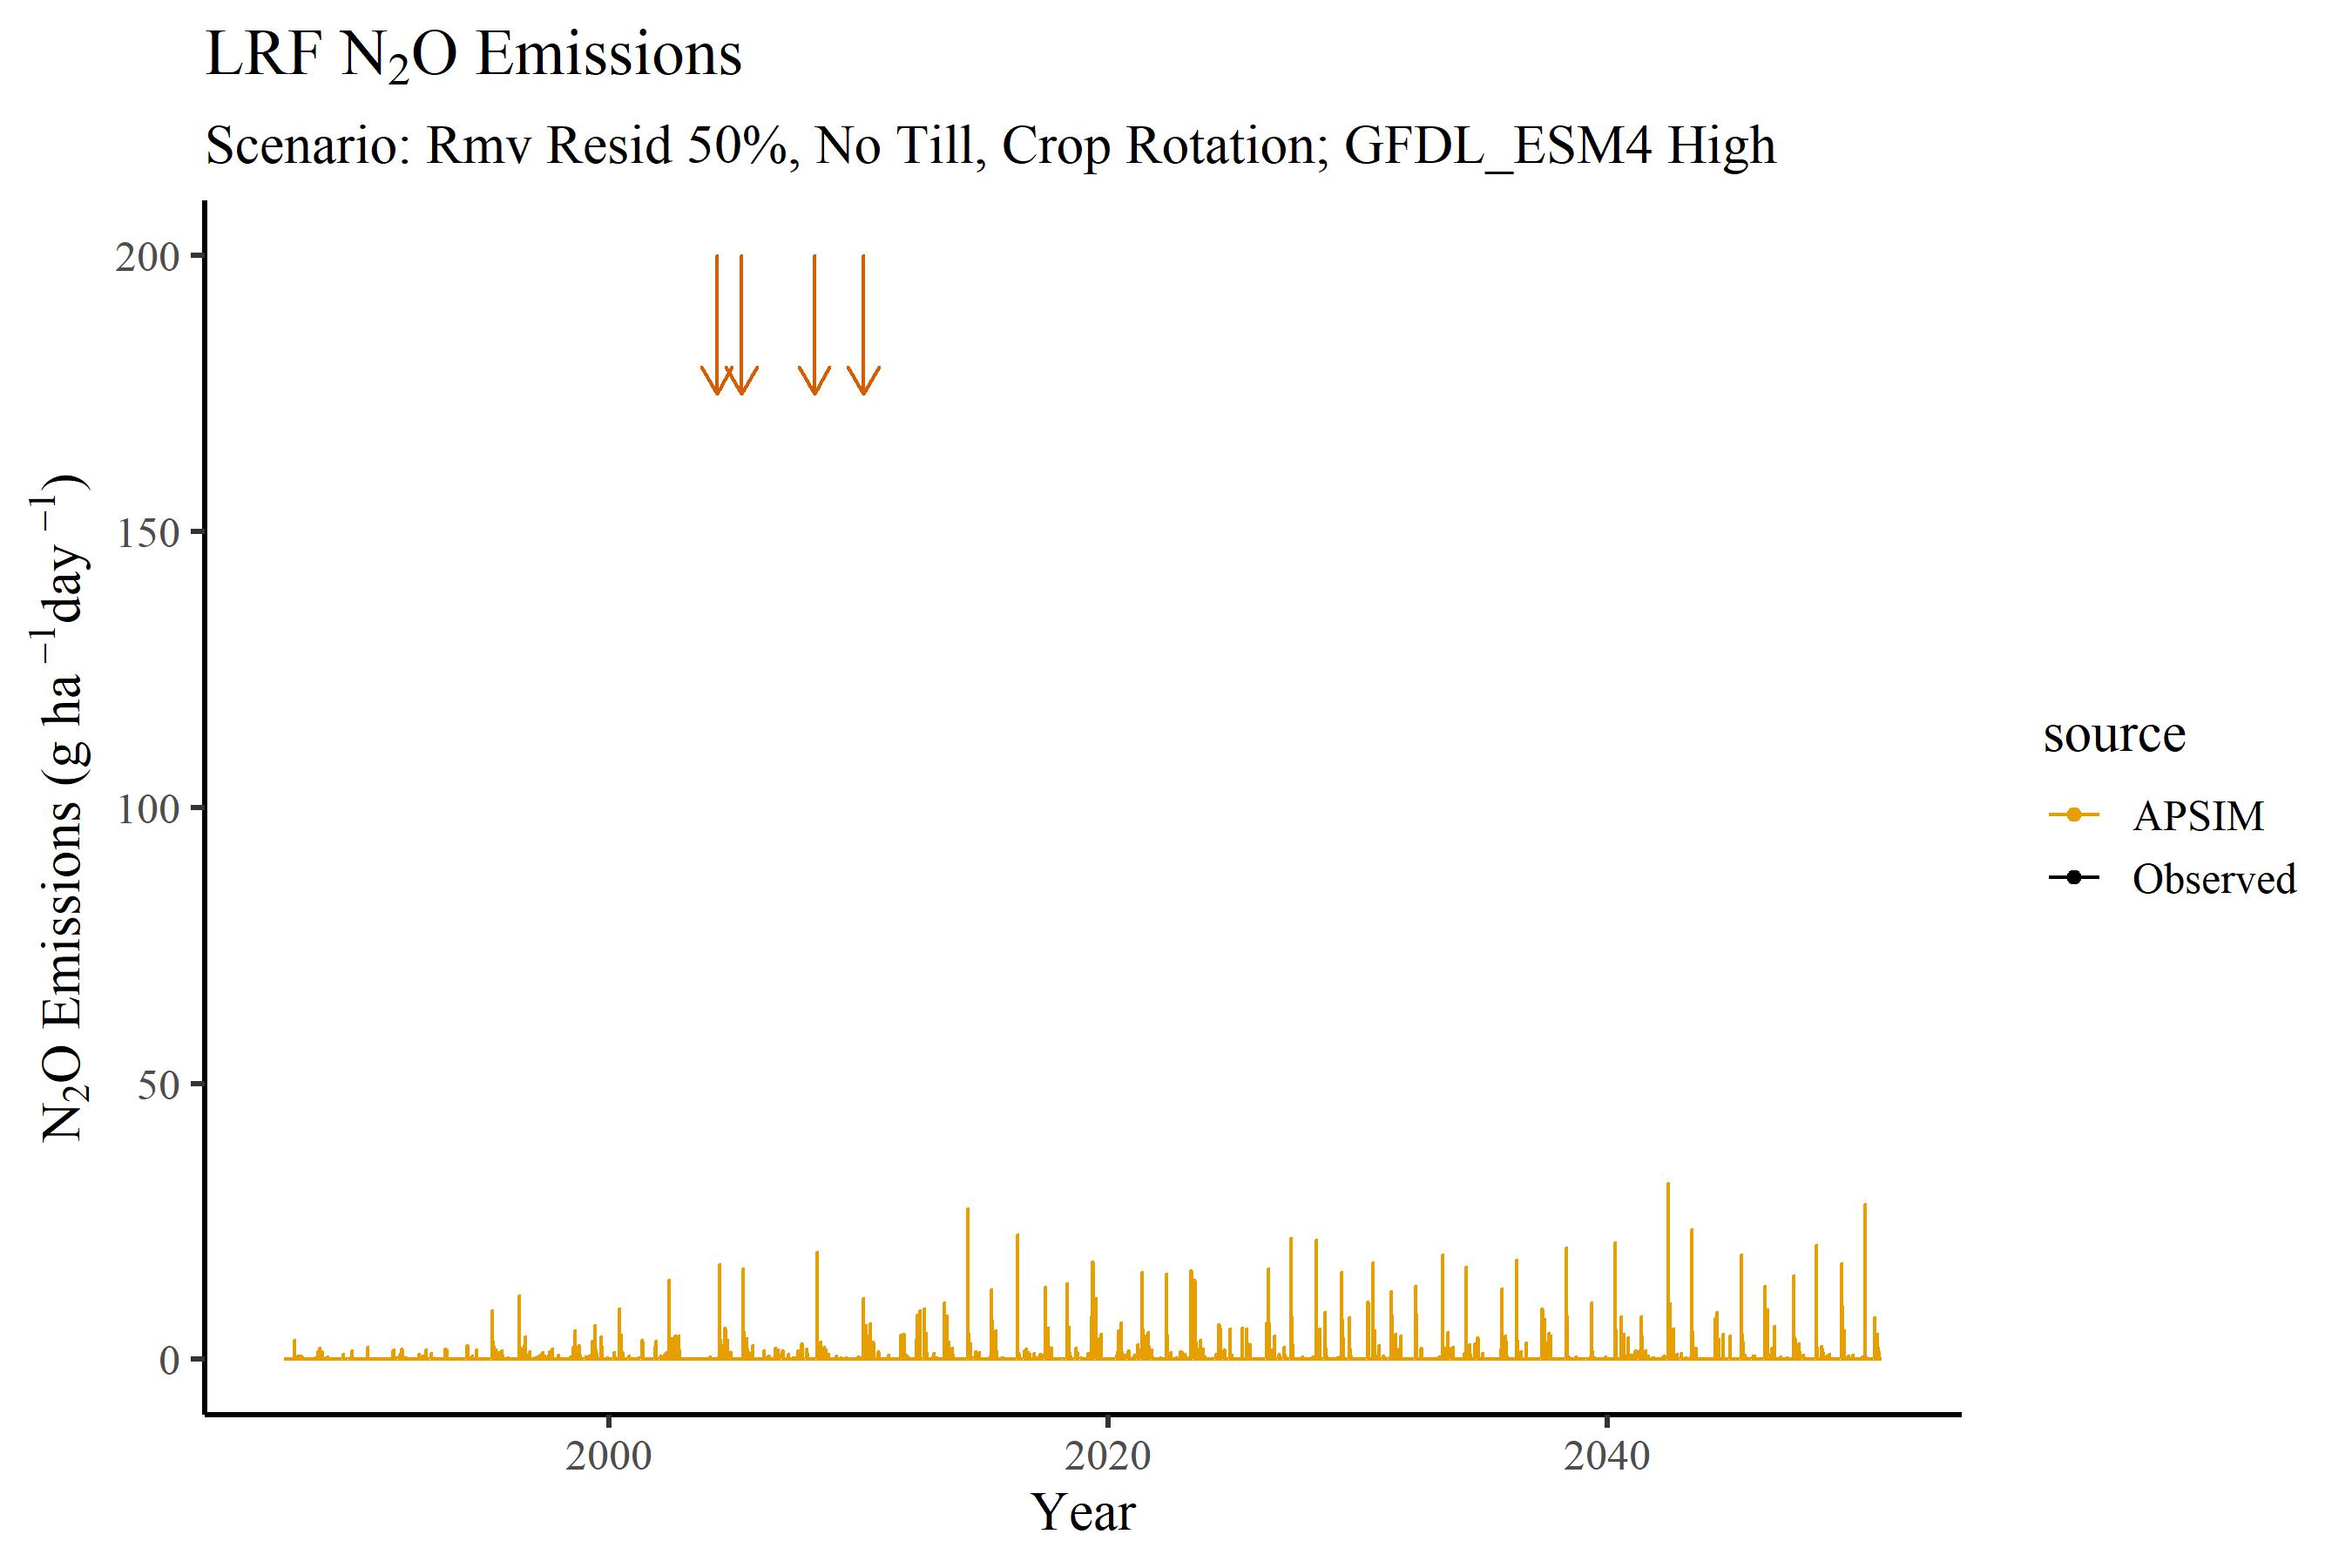 LRF N₂O Emissions
Scenario: Rmv Resid 50%, No Till, Crop Rotation; GFDL_ESM4 High
N₂O Emissions (g ha ⁻¹day ⁻¹)
200
150
100
50
0
2000 2020 2040
Year
source
APSIM
Observed